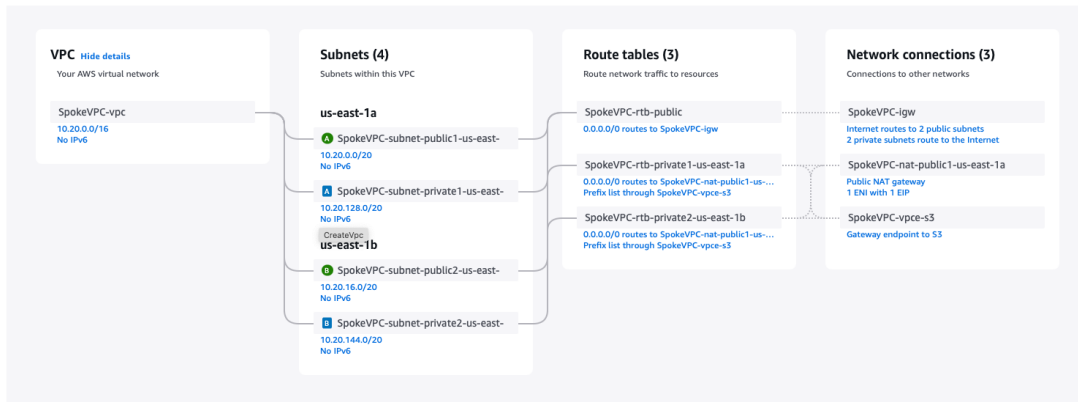 VPC Hide details
Your AWS virtual network
SpokeVPC-vpc
10.20.0.0/16
No IPv6
Subnets (4)
Subnets within this VPC
us-east-1a
A SpokeVPC-subnet-public1-us-east-
10.20.0.0/20
No IPv6
A SpokeVPC-subnet-private1-us-east-
10.20.128.0/20
No IPv6
CreateVpc
us-east-1b
B SpokeVPC-subnet-public2-us-east-
10.20.16.0/20
No IPv6
B SpokeVPC-subnet-private2-us-east-
10.20.144.0/20
No IPv6
Route tables (3)
Route network traffic to resources
SpokeVPC-rtb-public
0.0.0.0/0 routes to SpokeVPC-igw
SpokeVPC-rtb-private1-us-east-1a
0.0.0.0/0 routes to SpokeVPC-nat-public1-us-...
Prefix list through SpokeVPC-vpce-s3
SpokeVPC-rtb-private2-us-east-1b
0.0.0.0/0 routes to SpokeVPC-nat-public1-us-...
Prefix list through SpokeVPC-vpce-s3
Network connections (3)
Connections to other networks
SpokeVPC-igw
Internet routes to 2 public subnets
2 private subnets route to the Internet
SpokeVPC-nat-public1-us-east-1a
Public NAT gateway
1 ENI with 1 EIP
SpokeVPC-vpce-s3
Gateway endpoint to S3